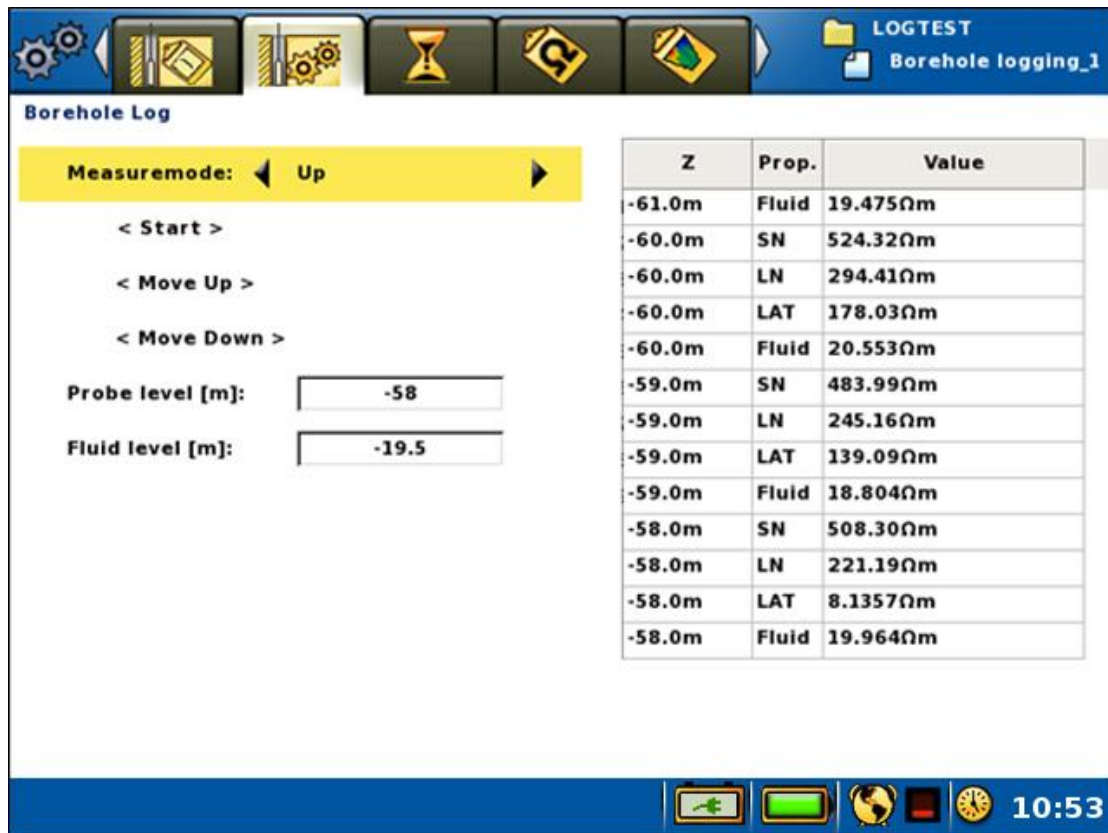 LOGTEST
Borehole logging_1
Borehole Log
Measuremode: Up
< Start >
< Move Up >
< Move Down >
Probe level [m]: -58
Fluid level [m]: -19.5
Z Prop. Value
-61.0m Fluid 19.475Ωm
-60.0m SN 524.32Ωm
-60.0m LN 294.41Ωm
-60.0m LAT 178.03Ωm
-60.0m Fluid 20.553Ωm
-59.0m SN 483.99Ωm
-59.0m LN 245.16Ωm
-59.0m LAT 139.09Ωm
-59.0m Fluid 18.804Ωm
-58.0m SN 508.30Ωm
-58.0m LN 221.19Ωm
-58.0m LAT 8.1357Ωm
-58.0m Fluid 19.964Ωm
10:53